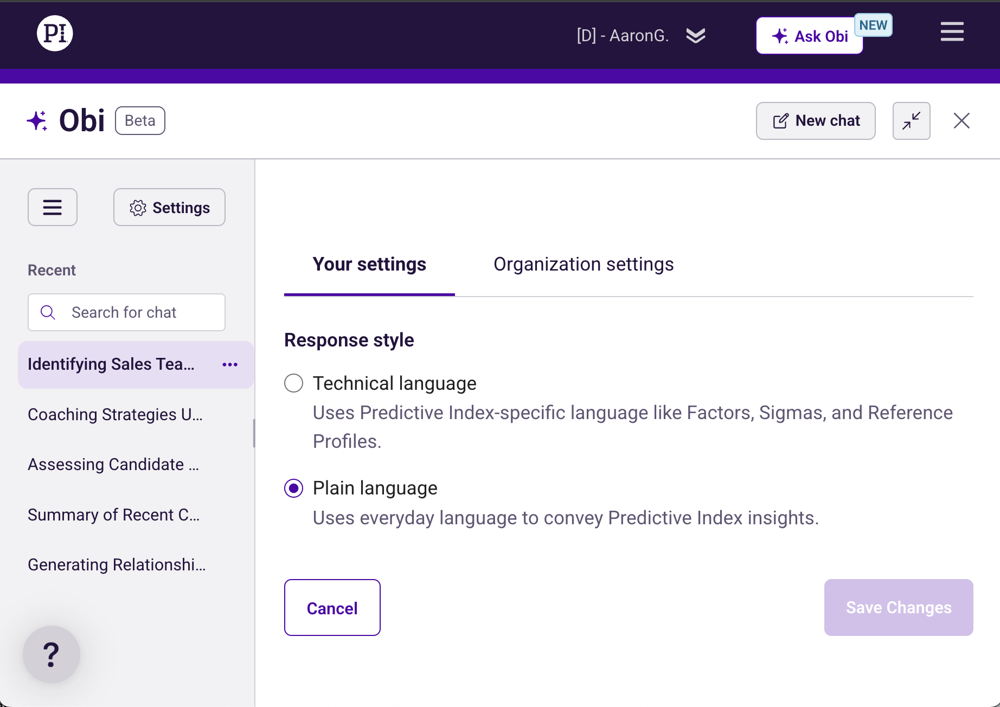 PI
[D] - AaronG.
Ask Obi
NEW
Obi
Beta
New chat
Settings
Recent
Search for chat
Identifying Sales Tea...
Coaching Strategies U...
Assessing Candidate ...
Summary of Recent C...
Generating Relationshi...
?
Your settings
Organization settings
Response style
Technical language
Uses Predictive Index-specific language like Factors, Sigmas, and Reference
Profiles.
Plain language
Uses everyday language to convey Predictive Index insights.
Cancel
Save Changes